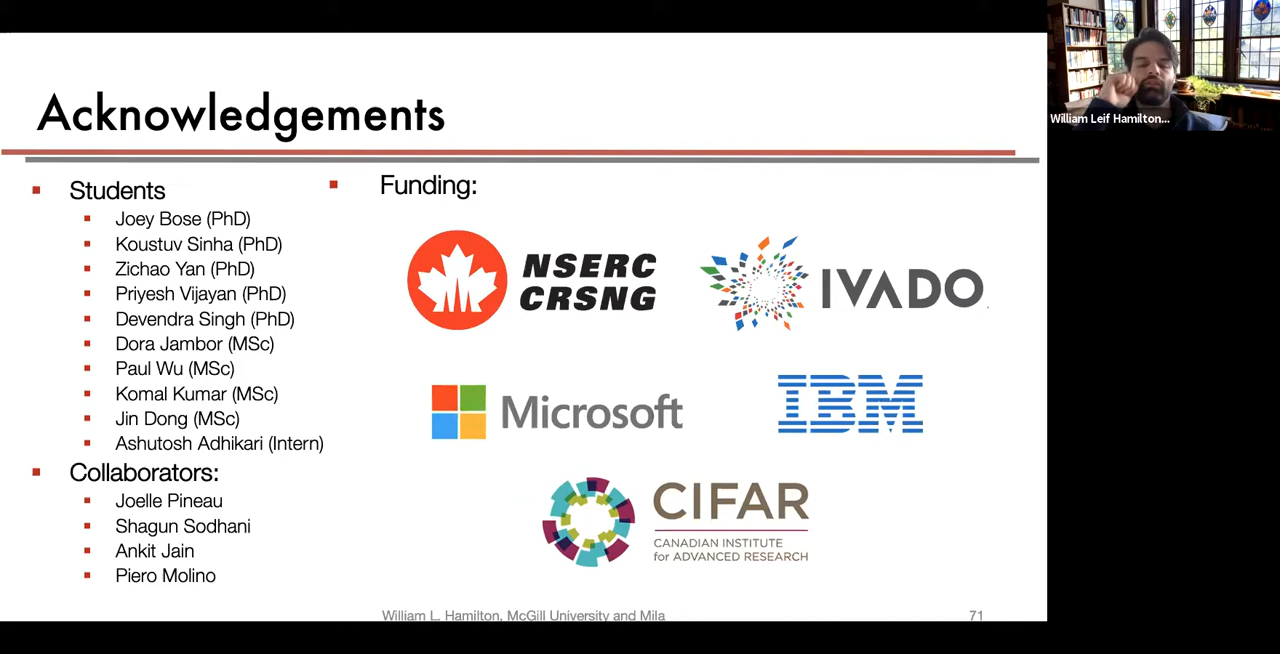 Acknowledgements
William Leif Hamilton...
Students
Joey Bose (PhD)
Koustuv Sinha (PhD)
Zichao Yan (PhD)
Priyesh Vijayan (PhD)
Devendra Singh (PhD)
Dora Jambor (MSc)
Paul Wu (MSc)
Komal Kumar (MSc)
Jin Dong (MSc)
Ashutosh Adhikari (Intern)
Collaborators:
Joelle Pineau
Shagun Sodhani
Ankit Jain
Piero Molino
Funding:
NSERC
CRSNG
IVADO
Microsoft
IBM
CIFAR
CANADIAN INSTITUTE
for ADVANCED RESEARCH
William L. Hamilton, McGill University and Mila
71